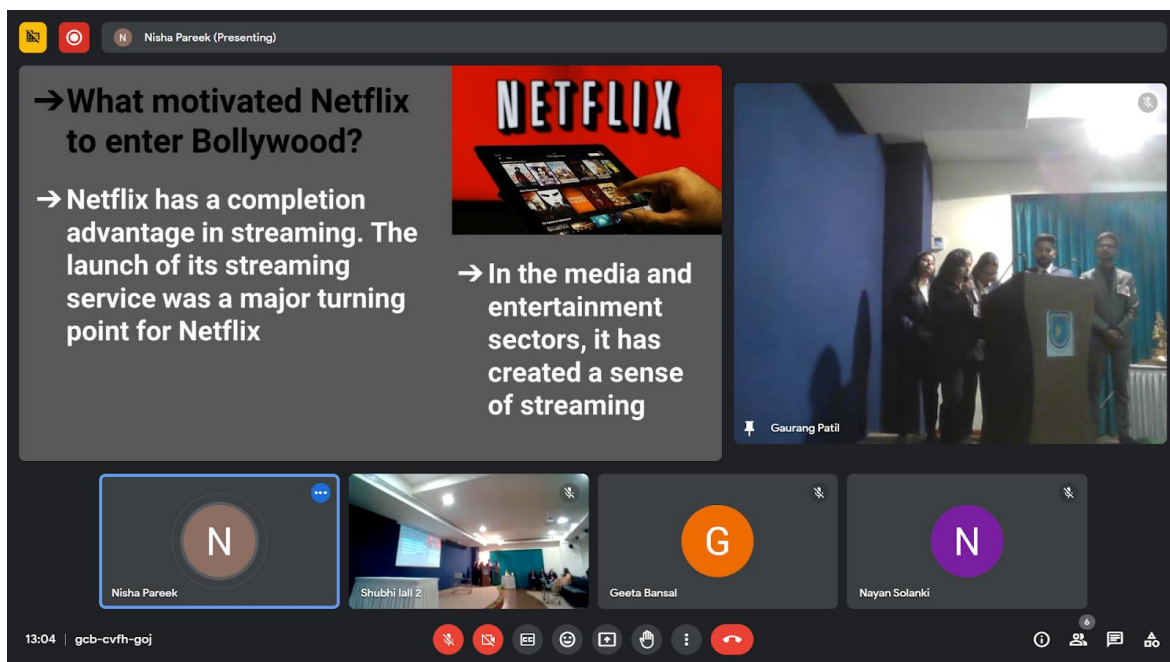 N Nisha Pareek (Presenting)
→What motivated Netflix
to enter Bollywood?
→ Netflix has a completion
advantage in streaming. The
launch of its streaming
service was a major turning
point for Netflix
NETFLIX
→ In the media and
entertainment
sectors, it has
created a sense
of streaming
Gaurang Patil
N
Nisha Pareek
Shubhi lall 2
G
Geeta Bansal
N
Nayan Solanki
13:04 | gcb-cvfh-goj
CC
6